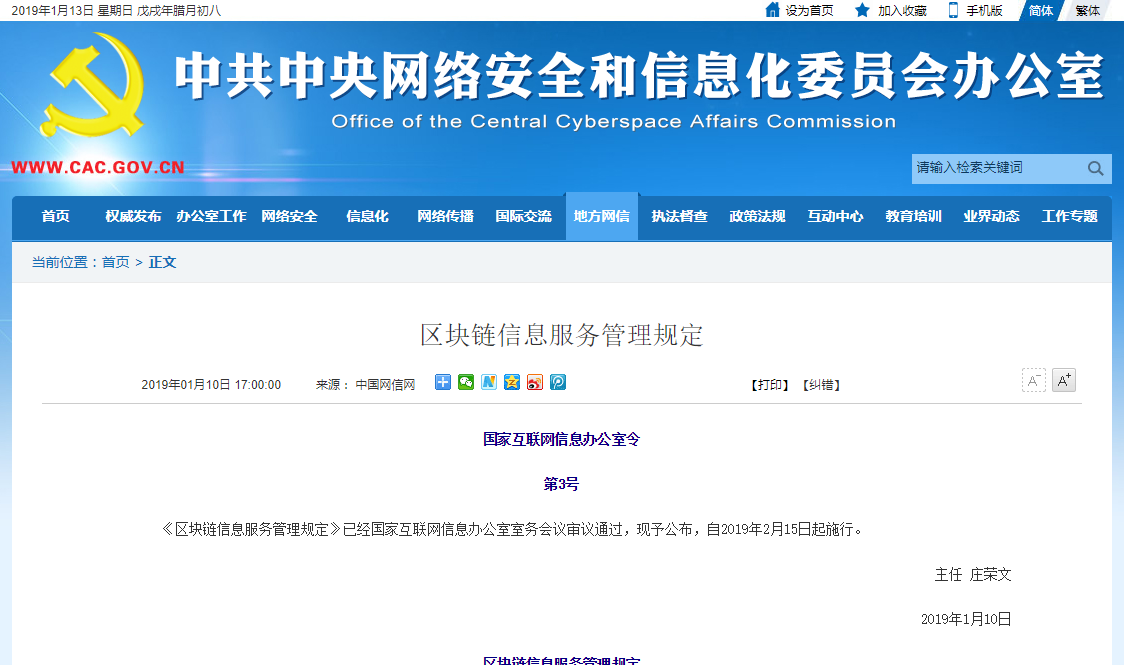 2019年1月13日 星期日 戊戌年腊月初八 设为首页 加入收藏 手机版 简体 繁体
中共中央网络安全和信息化委员会办公室
Office of the Central Cyberspace Affairs Commission
WWW.CAC.GOV.CN
请输入检索关键词
首页 权威发布 办公室工作 网络安全 信息化 网络传播 国际交流 地方网信 执法督查 政策法规 互动中心 教育培训 业界动态 工作专题
当前位置：首页 > 正文
区块链信息服务管理规定
2019年01月10日 17:00:00 来源： 中国网信网 【打印】 【纠错】 A- A+
国家互联网信息办公室令
第3号
《区块链信息服务管理规定》已经国家互联网信息办公室室务会议审议通过，现予公布，自2019年2月15日起施行。
主任 庄荣文
2019年1月10日
区块链信息服务管理规定